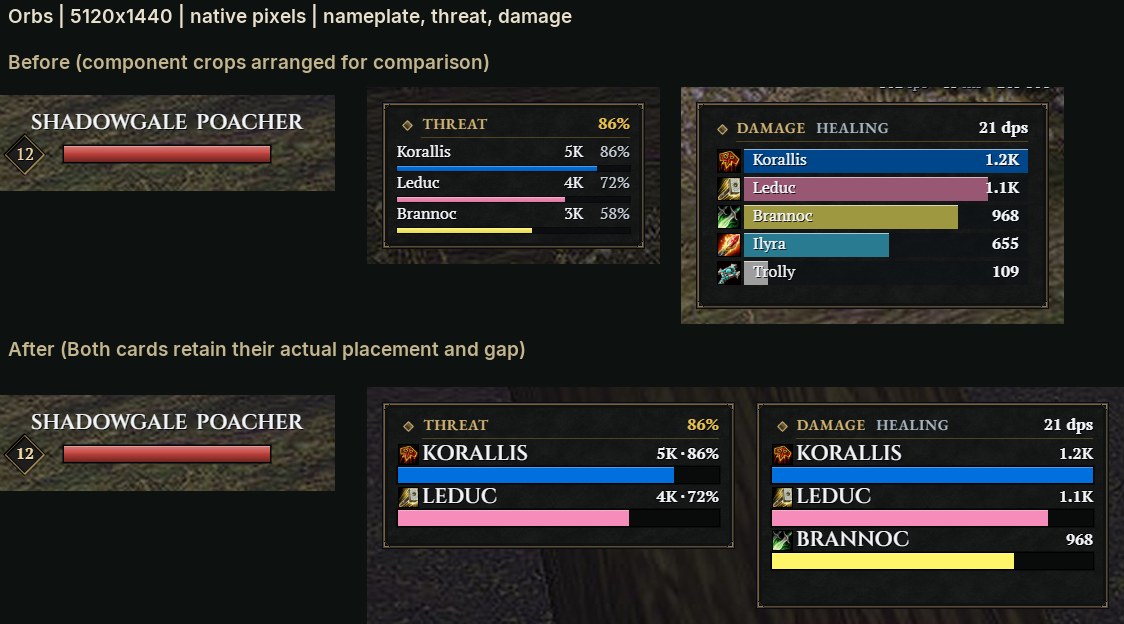 Orbs | 5120x1440 | native pixels | nameplate, threat, damage
Before (component crops arranged for comparison)
SHADOWGALE POACHER
12
THREAT 86%
Korallis 5K 86%
Leduc 4K 72%
Brannoc 3K 58%
DAMAGE HEALING 21 dps
Korallis 1.2K
Leduc 1.1K
Brannoc 968
Ilyra 655
Trolly 109
After (Both cards retain their actual placement and gap)
SHADOWGALE POACHER
12
THREAT 86%
KORALLIS 5K·86%
LEDUC 4K·72%
DAMAGE HEALING 21 dps
KORALLIS 1.2K
LEDUC 1.1K
BRANNOC 968